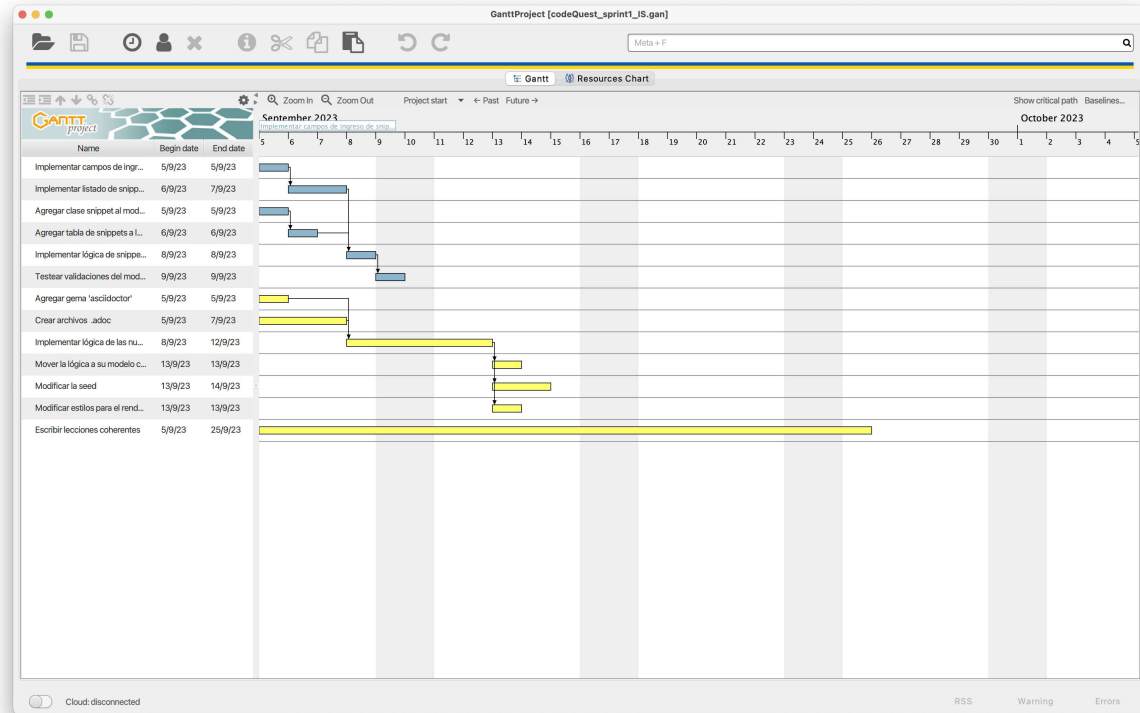 GanttProject [codeQuest_sprint1_IS.gan]
Meta + F
Gantt Resources Chart
Zoom In Zoom Out Project start ← Past Future → Show critical path Baselines...
GANTT project
September 2023 October 2023
Implementar campos de ingreso de snip...
Name Begin date End date 5 6 7 8 9 10 11 12 13 14 15 16 17 18 19 20 21 22 23 24 25 26 27 28 29 30 1 2 3 4 5
Implementar campos de ingr... 5/9/23 5/9/23
Implementar listado de snipp... 6/9/23 7/9/23
Agregar clase snippet al mod... 5/9/23 5/9/23
Agregar tabla de snippets a l... 6/9/23 6/9/23
Implementar lógica de snippe... 8/9/23 8/9/23
Testear validaciones del mod... 9/9/23 9/9/23
Agregar gema 'asciidoctor' 5/9/23 5/9/23
Crear archivos .adoc 5/9/23 7/9/23
Implementar lógica de las nu... 8/9/23 12/9/23
Mover la lógica a su modelo c... 13/9/23 13/9/23
Modificar la seed 13/9/23 14/9/23
Modificar estilos para el rend... 13/9/23 13/9/23
Escribir lecciones coherentes 5/9/23 25/9/23
Cloud: disconnected RSS Warning Errors